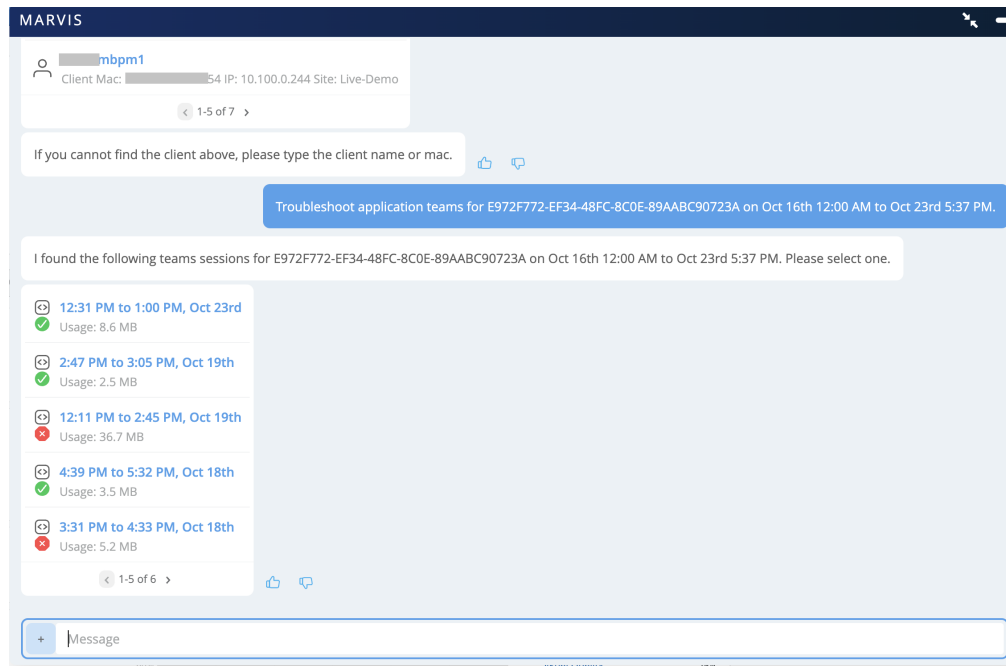 MARVIS
mbpm1
Client Mac: 54 IP: 10.100.0.244 Site: Live-Demo
1-5 of 7
If you cannot find the client above, please type the client name or mac.
Troubleshoot application teams for E972F772-EF34-48FC-8C0E-89AABC90723A on Oct 16th 12:00 AM to Oct 23rd 5:37 PM.
I found the following teams sessions for E972F772-EF34-48FC-8C0E-89AABC90723A on Oct 16th 12:00 AM to Oct 23rd 5:37 PM. Please select one.
12:31 PM to 1:00 PM, Oct 23rd
Usage: 8.6 MB
2:47 PM to 3:05 PM, Oct 19th
Usage: 2.5 MB
12:11 PM to 2:45 PM, Oct 19th
Usage: 36.7 MB
4:39 PM to 5:32 PM, Oct 18th
Usage: 3.5 MB
3:31 PM to 4:33 PM, Oct 18th
Usage: 5.2 MB
1-5 of 6
+ Message